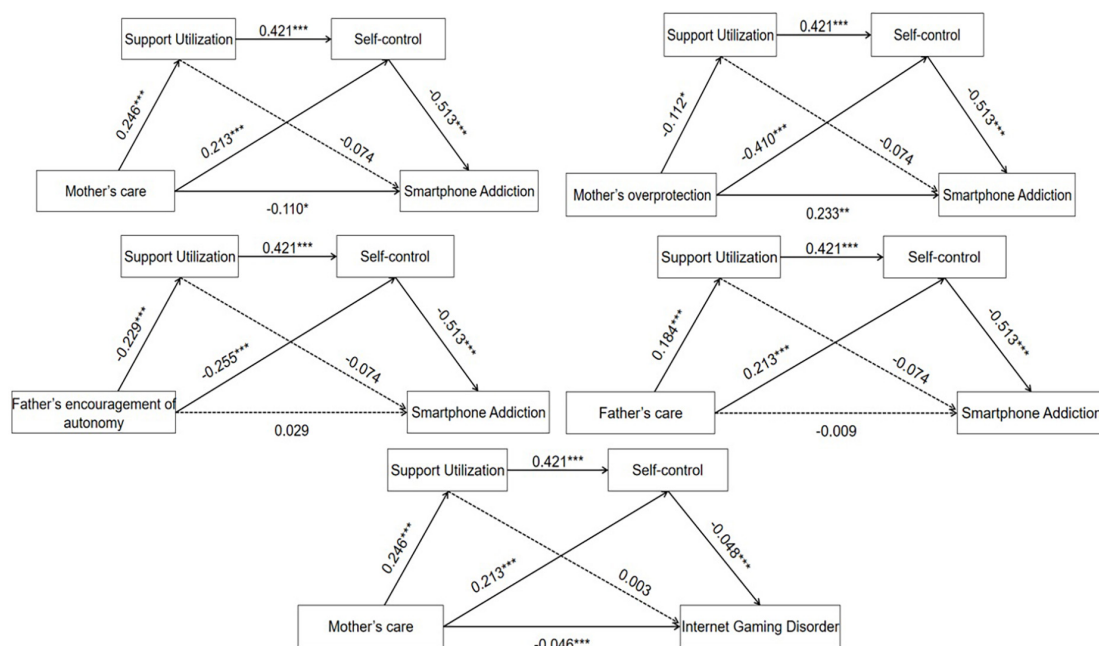 Support Utilization
0.421***
Self-control
0.246***
0.213***
-0.074
-0.513***
Mother's care
-0.110*
Smartphone Addiction
Support Utilization
0.421***
Self-control
-0.112*
-0.410***
-0.074
-0.513***
Mother's overprotection
0.233**
Smartphone Addiction
Support Utilization
0.421***
Self-control
-0.229***
-0.255***
-0.074
-0.513***
Father's encouragement of
autonomy
0.029
Smartphone Addiction
Support Utilization
0.421***
Self-control
0.184***
0.213***
-0.074
-0.513***
Father's care
-0.009
Smartphone Addiction
Support Utilization
0.421***
Self-control
0.246***
0.213***
0.003
-0.048***
Mother's care
-0.046***
Internet Gaming Disorder